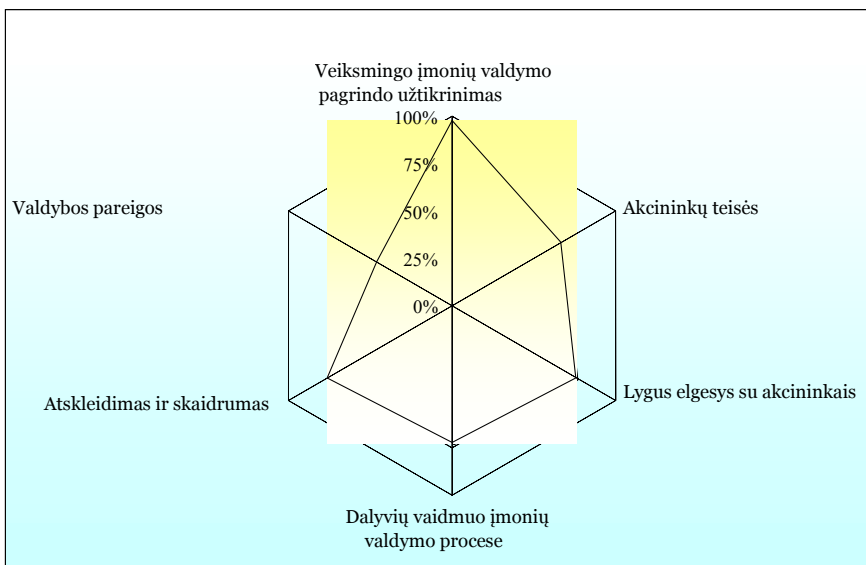 Veiksmingo įmonių valdymo
pagrindo užtikrinimas
100%
75%
Valdybos pareigos
Akcininkų teisės
50%
25%
0%
Atskleidimas ir skaidrumas
Lygus elgesys su akcininkais
Dalyvių vaidmuo įmonių
valdymo procese